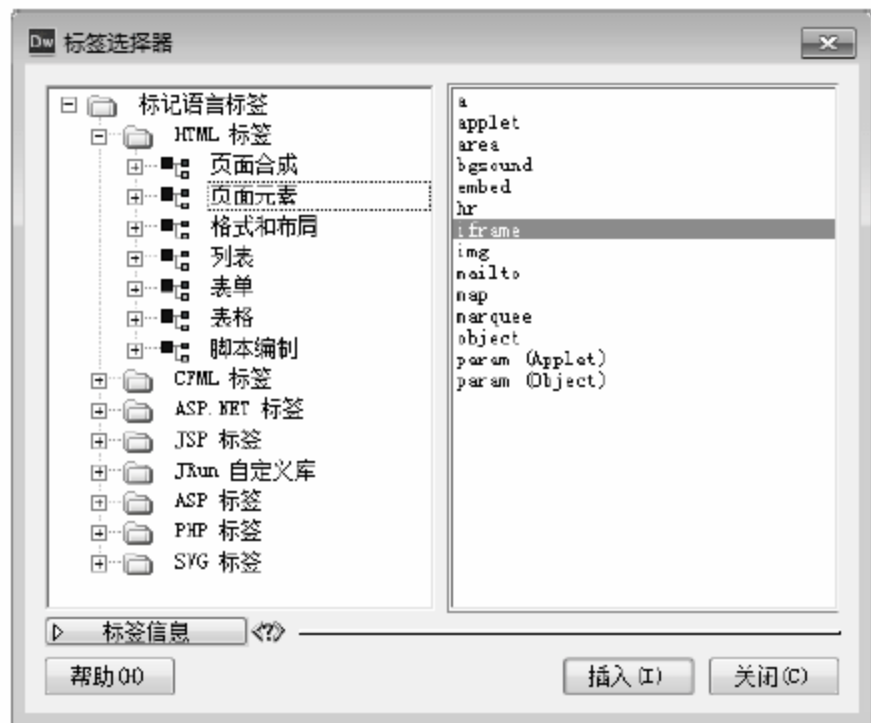 Dw 标签选择器
标记语言标签
HTML 标签
页面合成
页面元素
格式和布局
列表
表单
表格
脚本编制
CFML 标签
ASP.NET 标签
JSP 标签
JRun 自定义库
ASP 标签
PHP 标签
SVG 标签
a
applet
area
bgsound
embed
hr
iframe
img
mailto
map
marquee
object
param (Applet)
param (Object)
标签信息 <?>
帮助(H)
插入(I)
关闭(C)